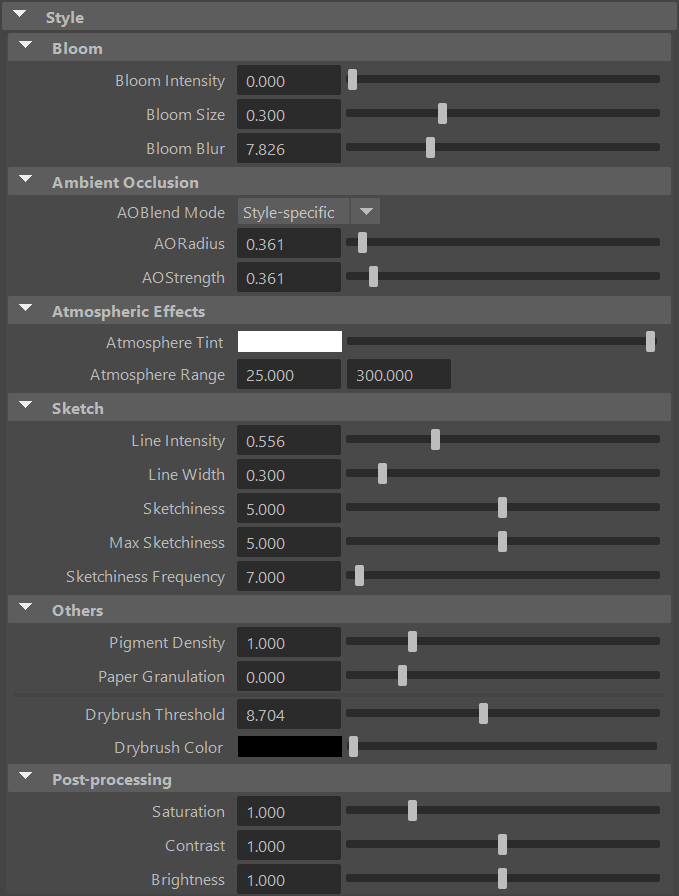 Style
Bloom
Bloom Intensity 0.000
Bloom Size 0.300
Bloom Blur 7.826
Ambient Occlusion
AOBlend Mode Style-specific
AORadius 0.361
AOStrength 0.361
Atmospheric Effects
Atmosphere Tint
Atmosphere Range 25.000 300.000
Sketch
Line Intensity 0.556
Line Width 0.300
Sketchiness 5.000
Max Sketchiness 5.000
Sketchiness Frequency 7.000
Others
Pigment Density 1.000
Paper Granulation 0.000
Drybrush Threshold 8.704
Drybrush Color
Post-processing
Saturation 1.000
Contrast 1.000
Brightness 1.000